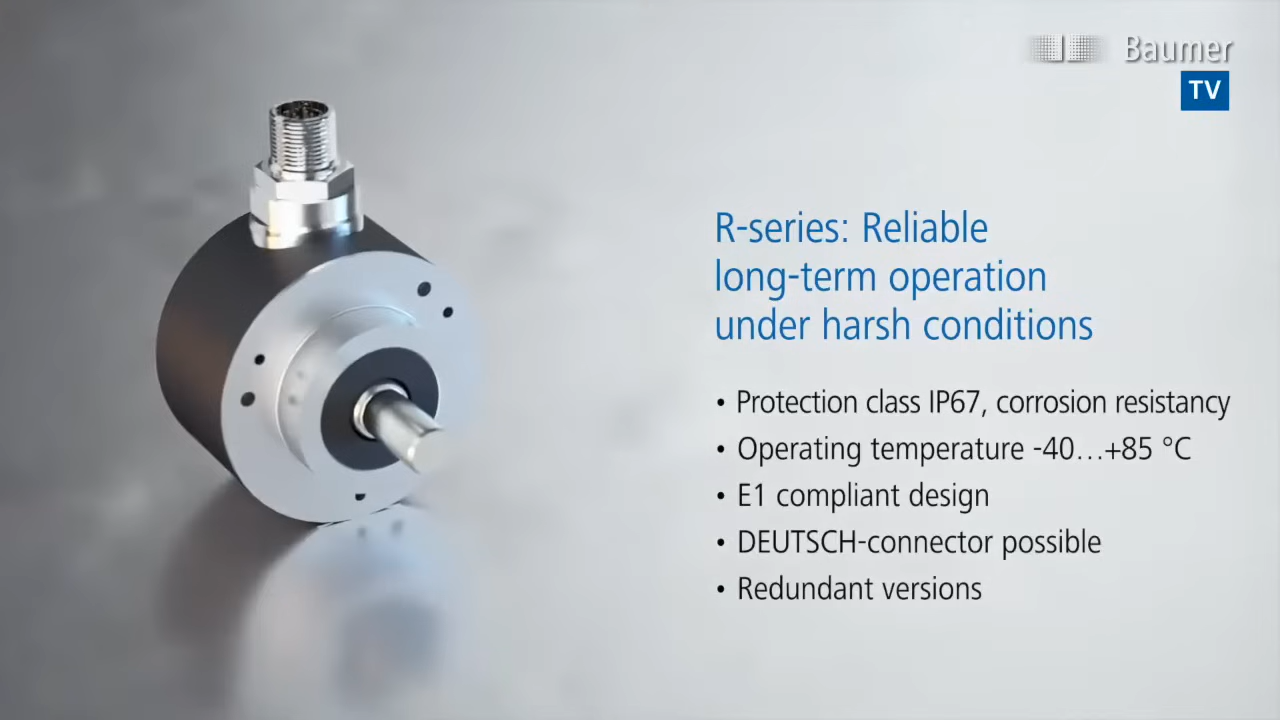 Baumer
TV
R-series: Reliable
long-term operation
under harsh conditions
• Protection class IP67, corrosion resistancy
• Operating temperature -40…+85 °C
• E1 compliant design
• DEUTSCH-connector possible
• Redundant versions